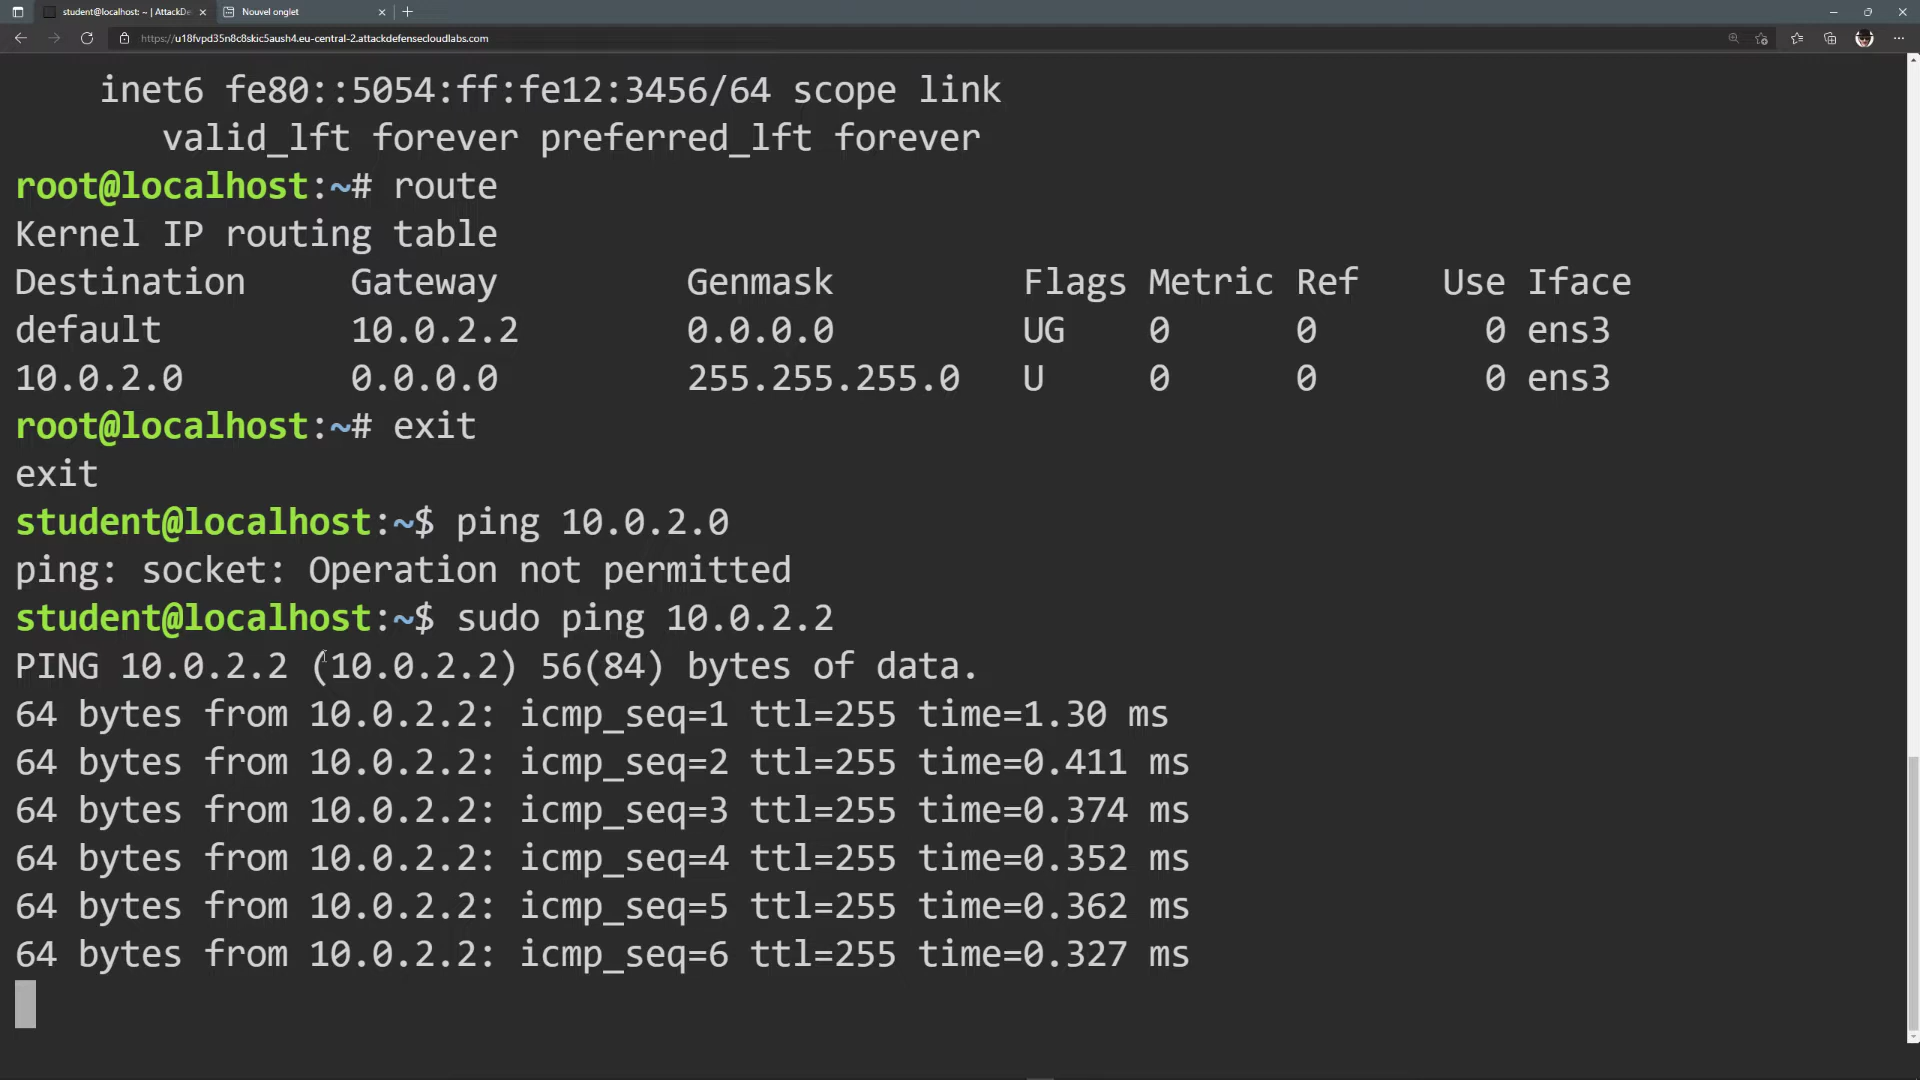 student@localhost: ~ | AttackDe
Nouvel onglet
https://u18fvpd35n8c8skic5aush4.eu-central-2.attackdefensecloudlabs.com
inet6 fe80::5054:ff:fe12:3456/64 scope link
valid_lft forever preferred_lft forever
root@localhost:~# route
Kernel IP routing table
Destination Gateway Genmask Flags Metric Ref Use Iface
default 10.0.2.2 0.0.0.0 UG 0 0 0 ens3
10.0.2.0 0.0.0.0 255.255.255.0 U 0 0 0 ens3
root@localhost:~# exit
exit
student@localhost:~$ ping 10.0.2.0
ping: socket: Operation not permitted
student@localhost:~$ sudo ping 10.0.2.2
PING 10.0.2.2 (10.0.2.2) 56(84) bytes of data.
64 bytes from 10.0.2.2: icmp_seq=1 ttl=255 time=1.30 ms
64 bytes from 10.0.2.2: icmp_seq=2 ttl=255 time=0.411 ms
64 bytes from 10.0.2.2: icmp_seq=3 ttl=255 time=0.374 ms
64 bytes from 10.0.2.2: icmp_seq=4 ttl=255 time=0.352 ms
64 bytes from 10.0.2.2: icmp_seq=5 ttl=255 time=0.362 ms
64 bytes from 10.0.2.2: icmp_seq=6 ttl=255 time=0.327 ms